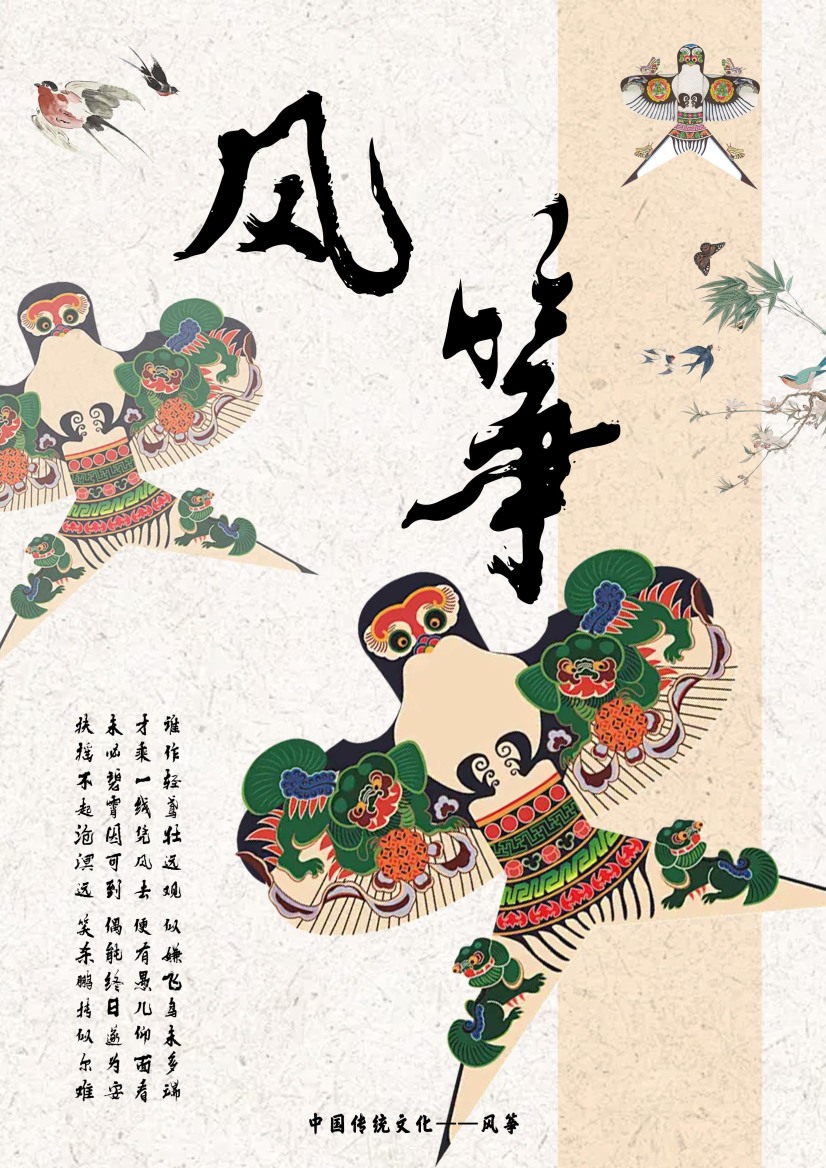 风筝
谁作轻鸢壮远观 似嫌飞鸟未多端
才乘一线凭风去 便有愚儿仰面看
未必碧霄因可到 偶能终日遂为安
扶摇不起沧溟远 笑杀鹏抟似尔难
中国传统文化——风筝